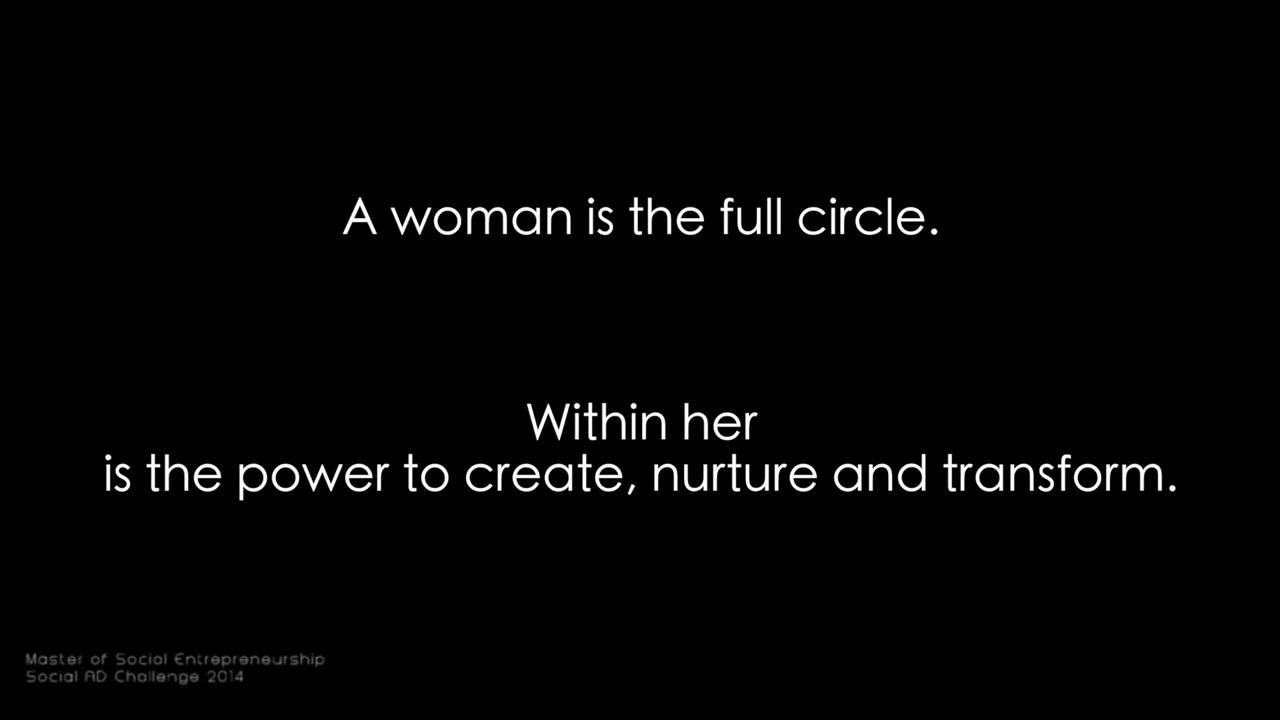 A woman is the full circle.
Within her
is the power to create, nurture and transform.
Master of Social Entrepreneurship
Social AD Challenge 2014